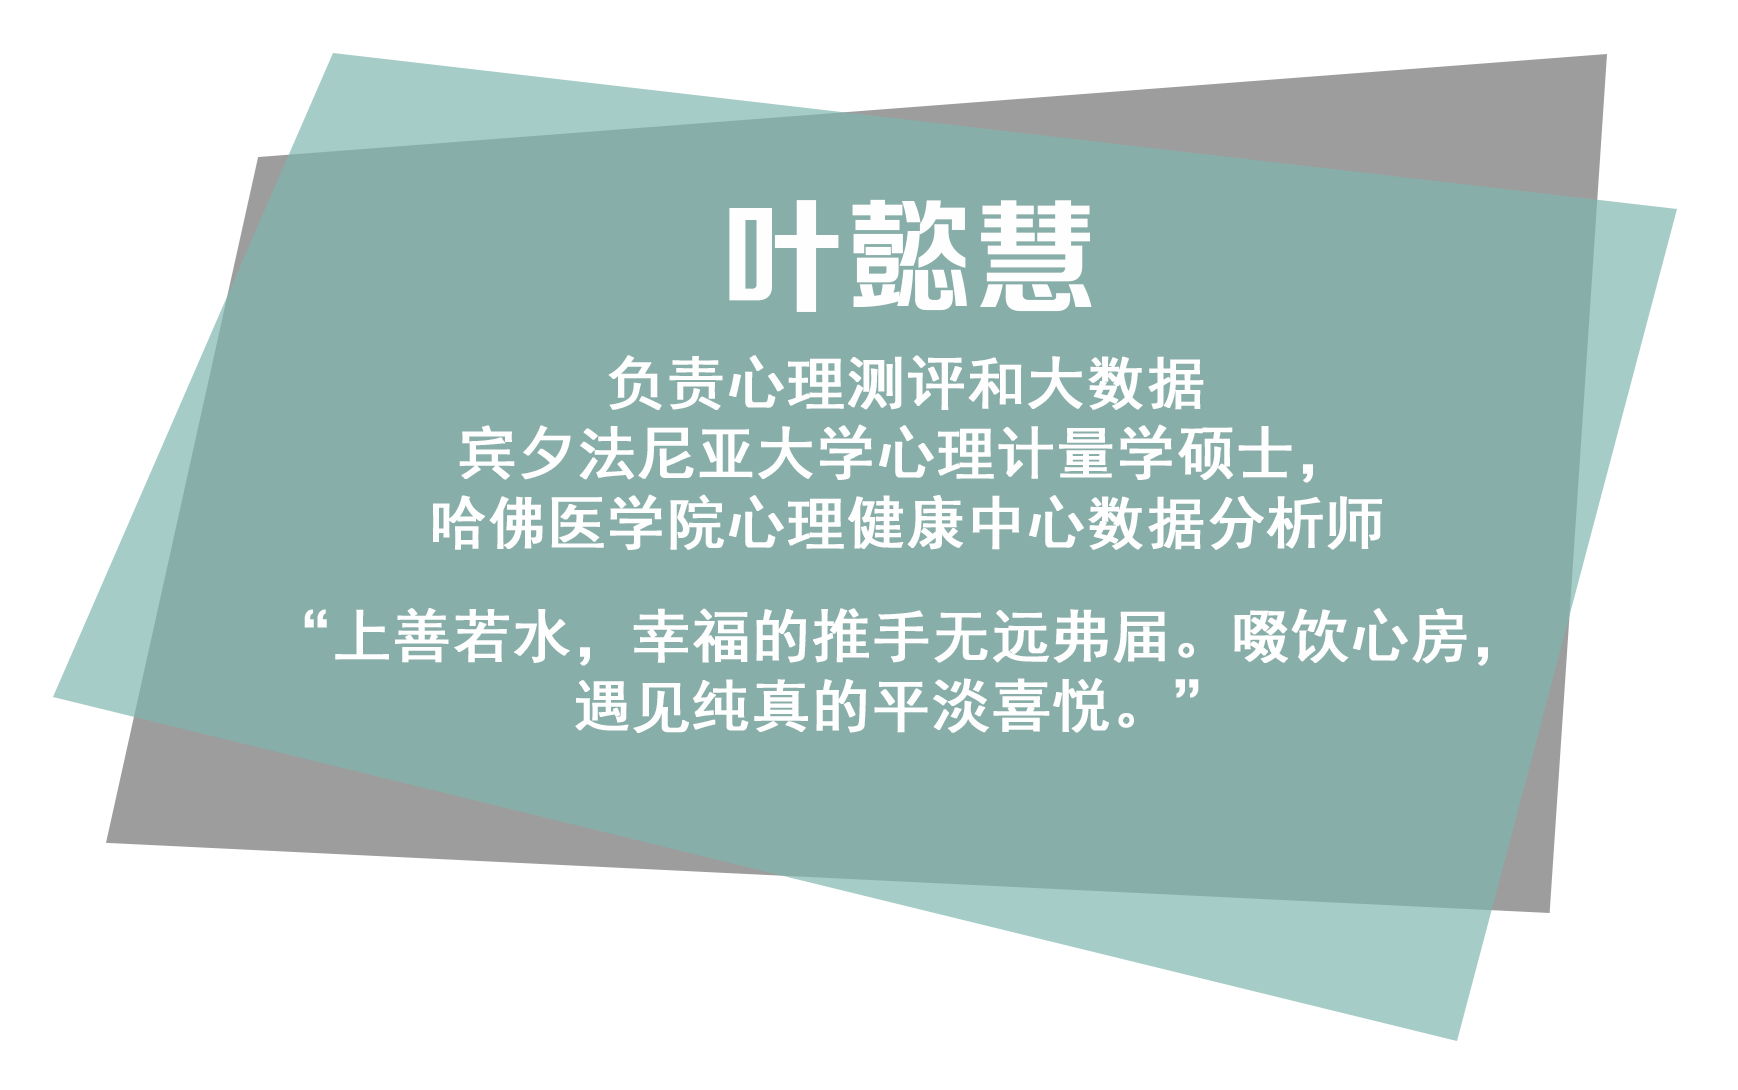 叶懿慧
负责心理测评和大数据
宾夕法尼亚大学心理计量学硕士，
哈佛医学院心理健康中心数据分析师
“上善若水，幸福的推手无远弗届。啜饮心房，
遇见纯真的平淡喜悦。”